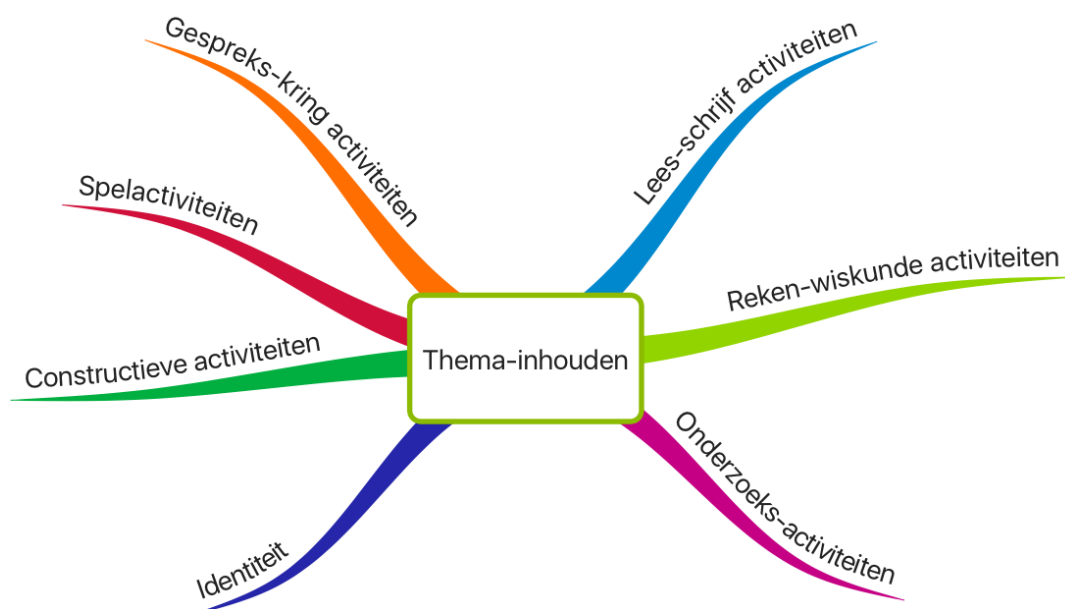 Gespreks-kring activiteiten
Lees-schrijf activiteiten
Spelactiviteiten
Reken-wiskunde activiteiten
Constructieve activiteiten
Thema-inhouden
Onderzoeks-activiteiten
Identiteit